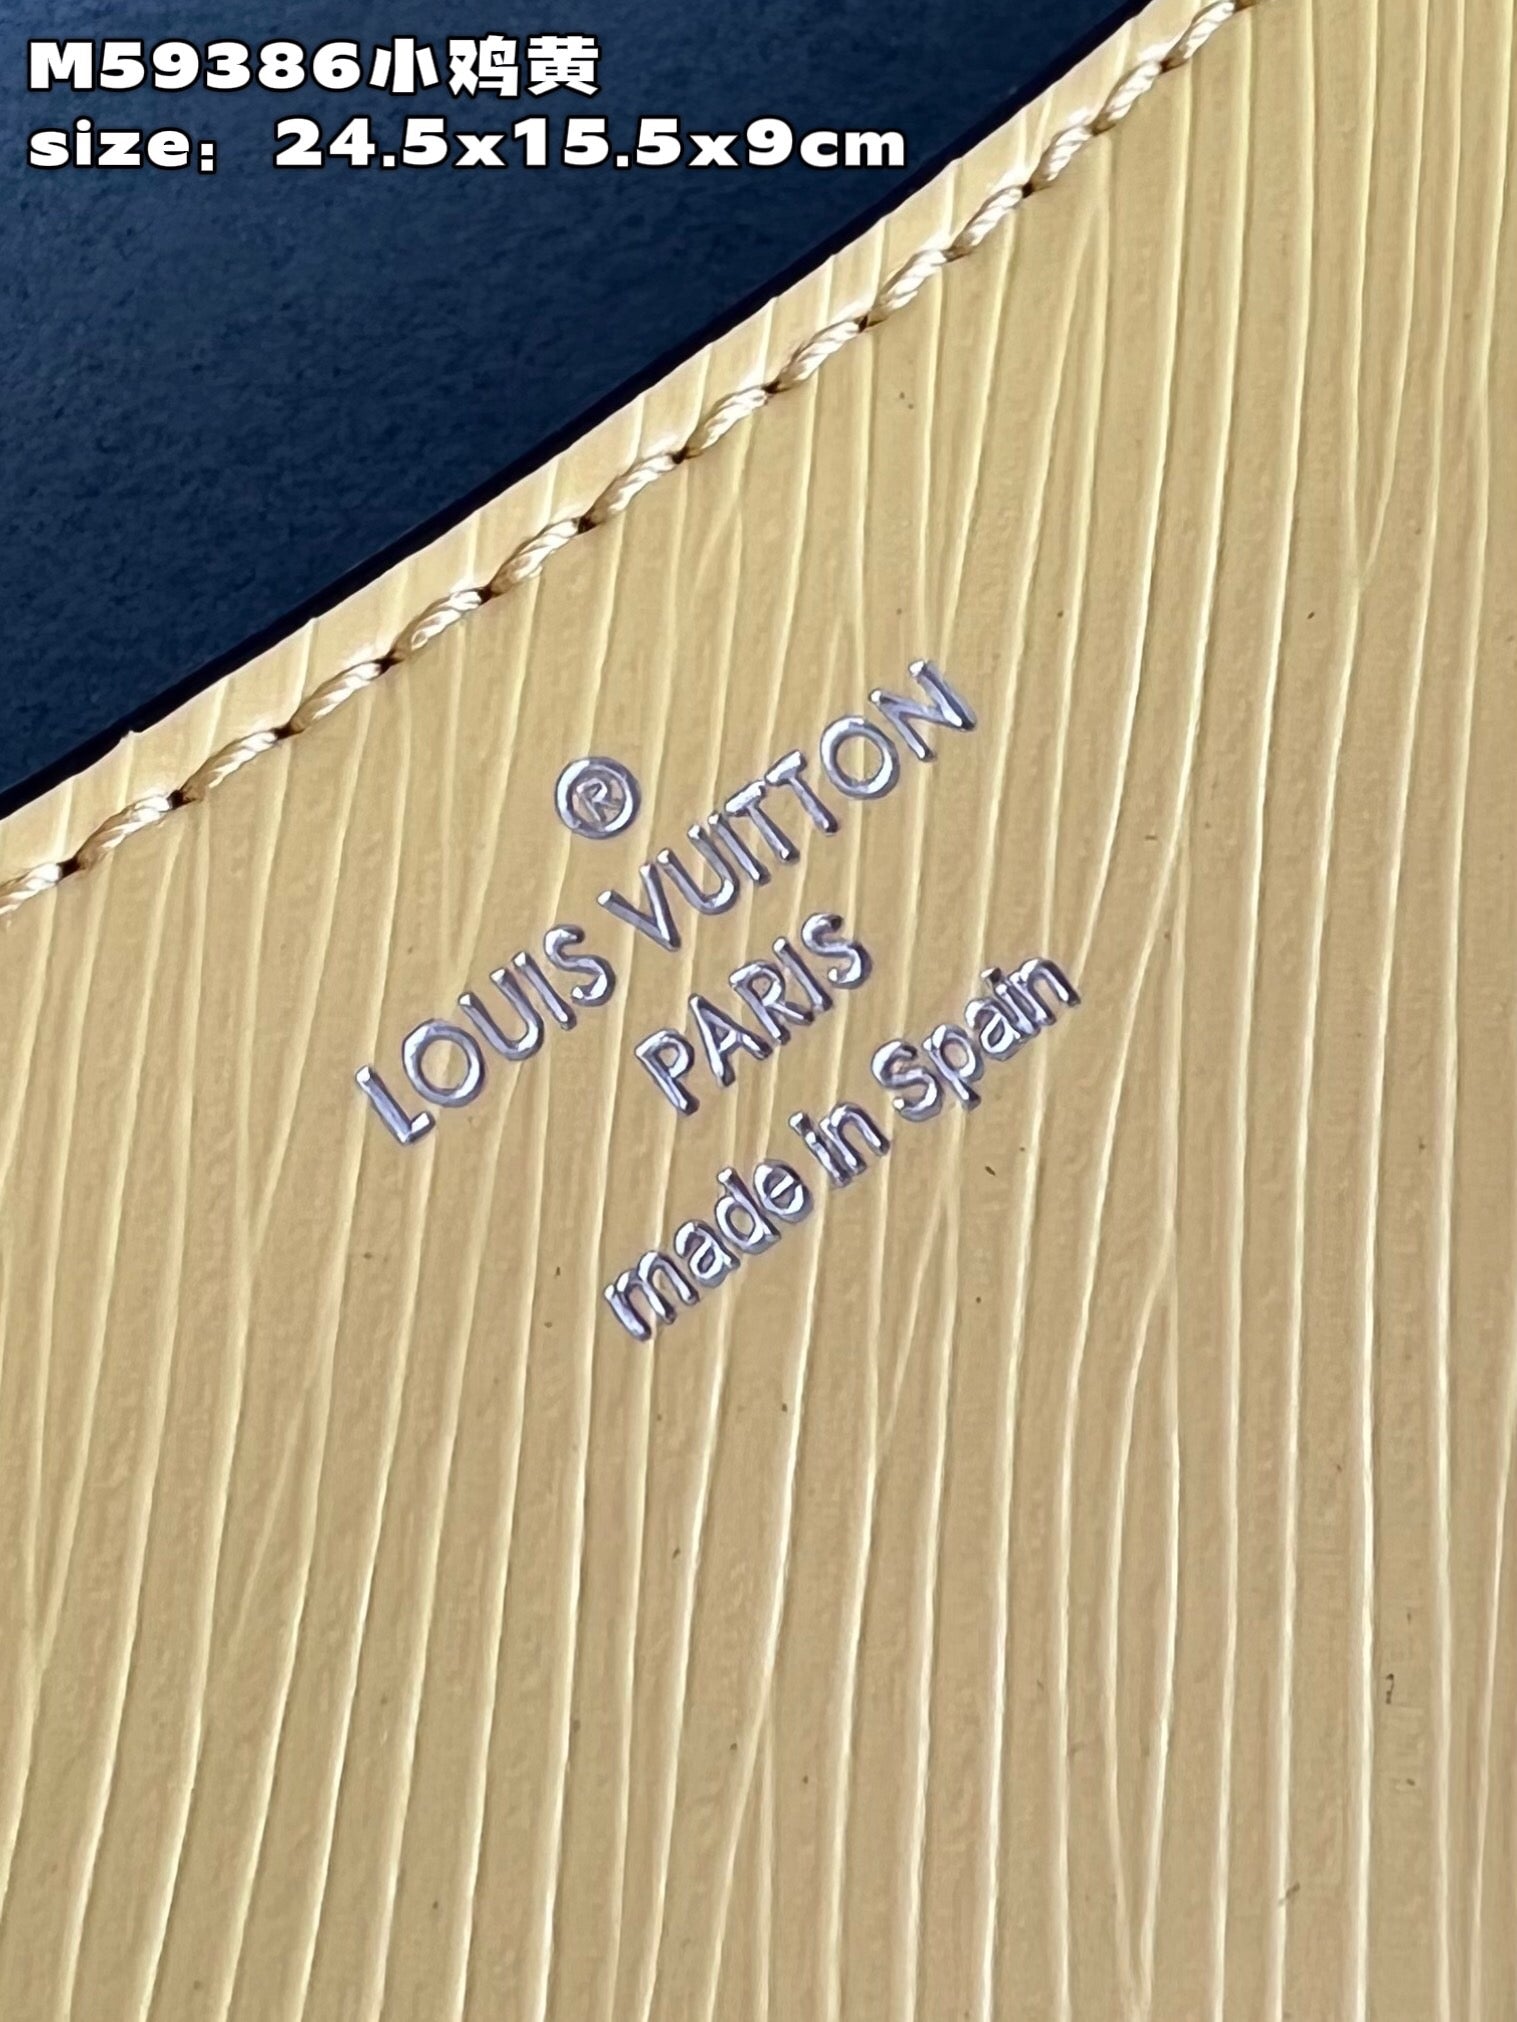 M59386小鸡黄
size：24.5x15.5x9cm
®
LOUIS VUITTON
PARIS
made in Spain